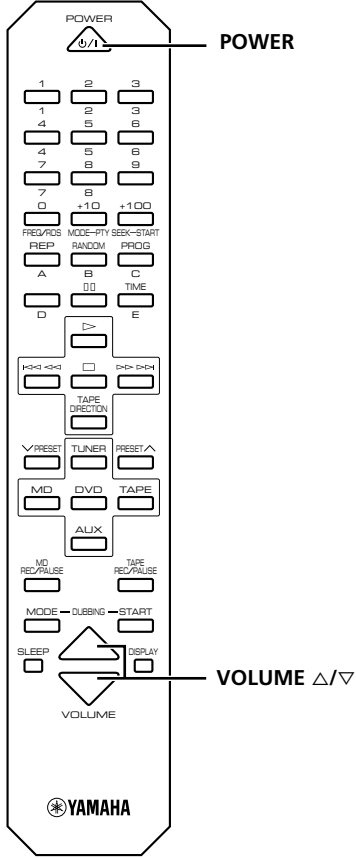 POWER
⏻/I
POWER
1 2 3
1 2 3
4 5 6
4 5 6
7 8 9
7 8
0 +10 +100
FREQ/RDS MODE—PTY SEEK—START
REP RANDOM PROG
A B C
TIME
D E
TAPE
DIRECTION
PRESET TUNER PRESET
MD DVD TAPE
AUX
MD
REC/PAUSE
TAPE
REC/PAUSE
MODE — DUBBING — START
SLEEP DISPLAY
VOLUME △/▽
VOLUME
YAMAHA